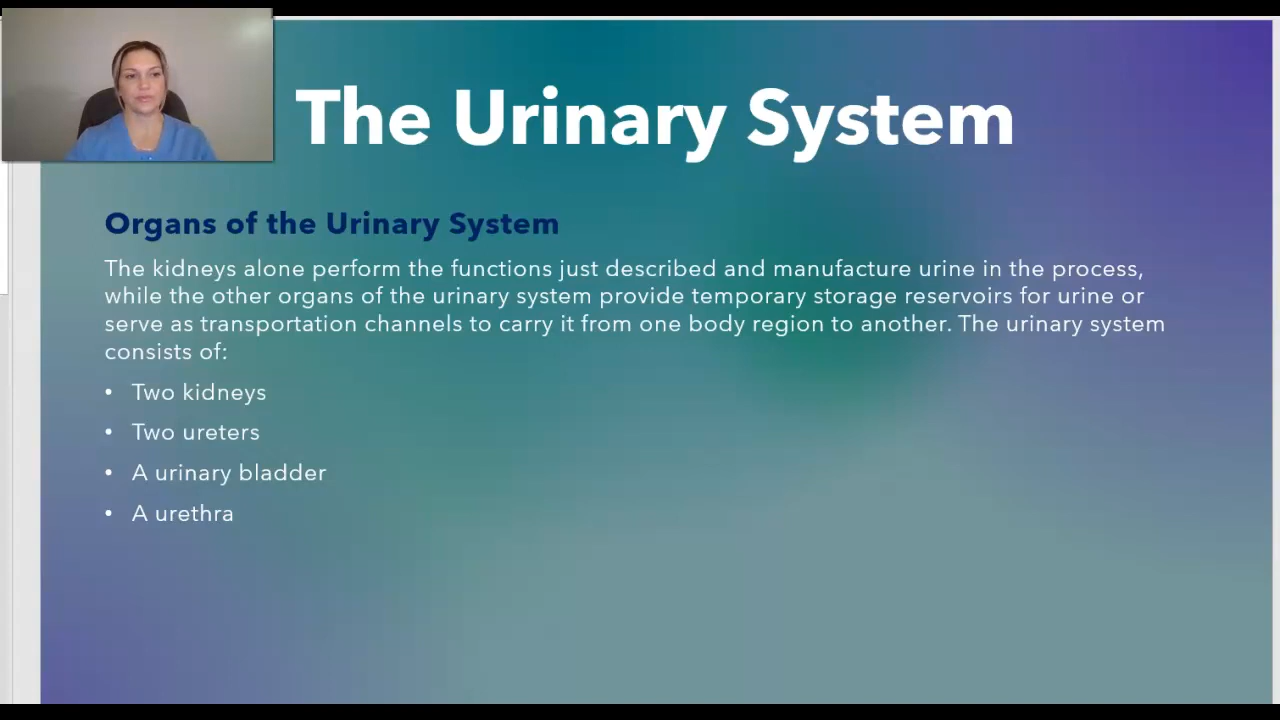 The Urinary System
Organs of the Urinary System
The kidneys alone perform the functions just described and manufacture urine in the process,
while the other organs of the urinary system provide temporary storage reservoirs for urine or
serve as transportation channels to carry it from one body region to another. The urinary system
consists of:
• Two kidneys
• Two ureters
• A urinary bladder
• A urethra